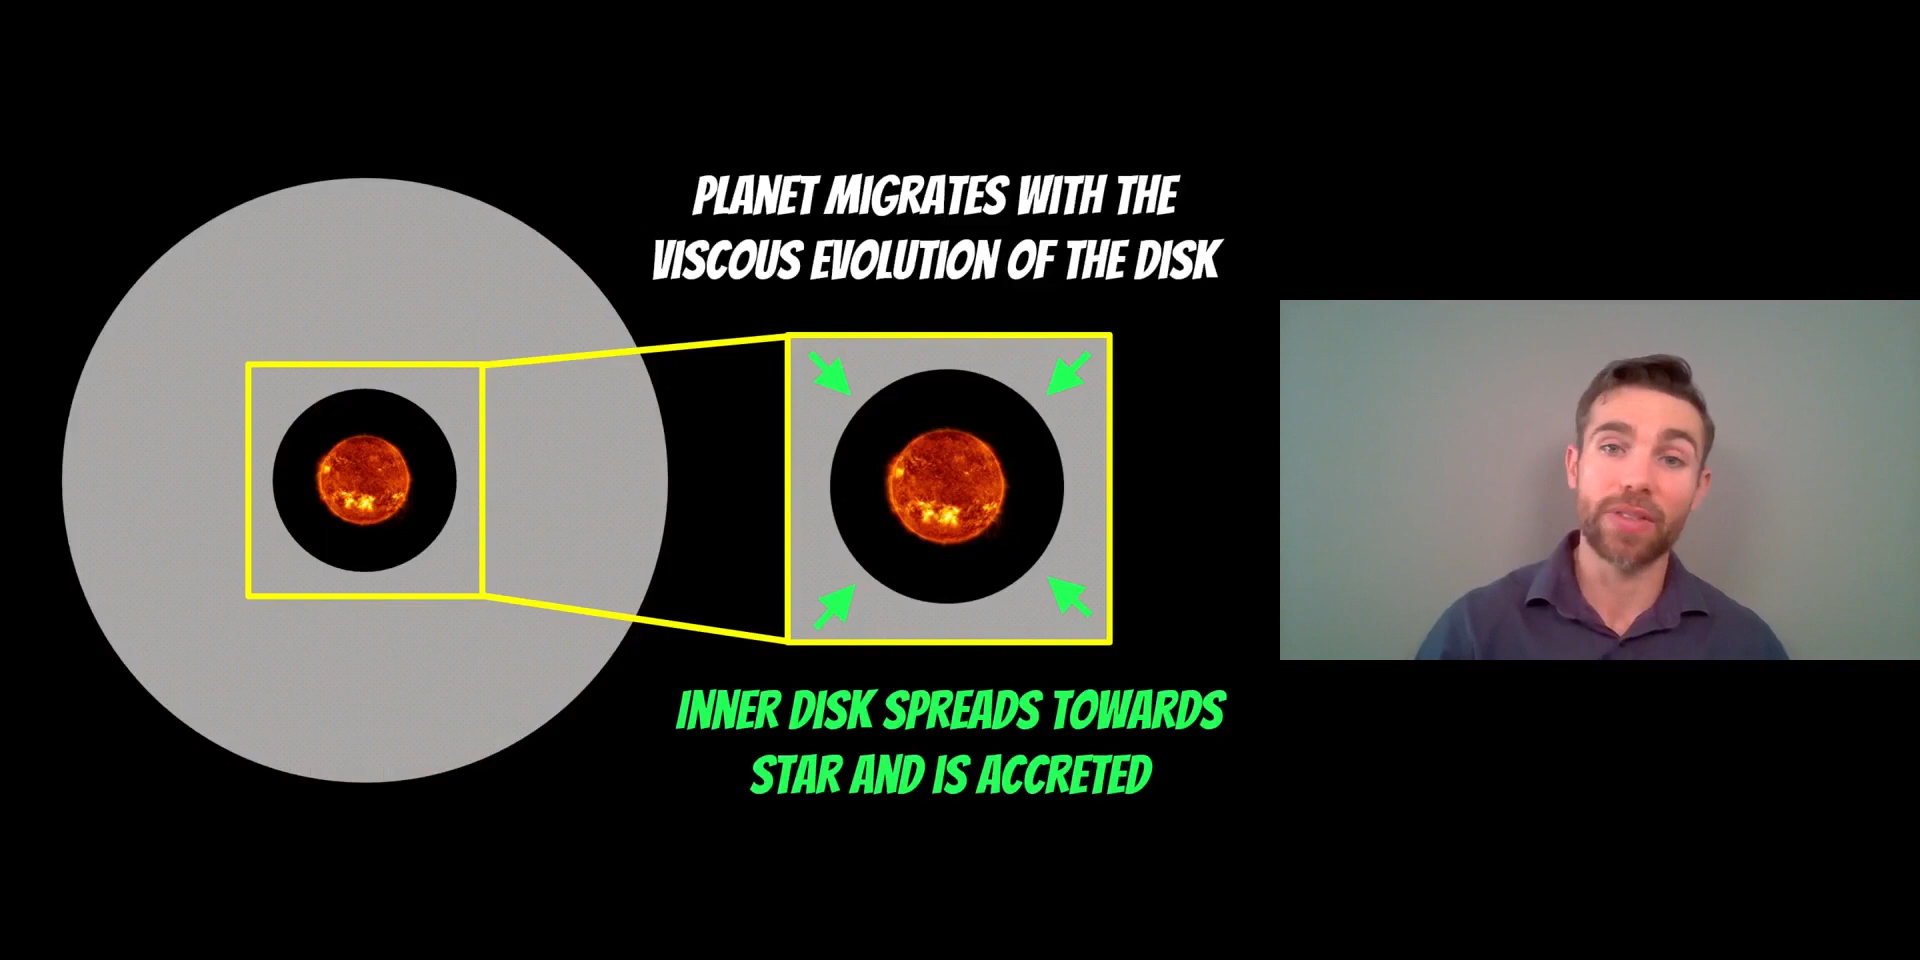 PLANET MIGRATES WITH THE
VISCOUS EVOLUTION OF THE DISK
INNER DISK SPREADS TOWARDS
STAR AND IS ACCRETED